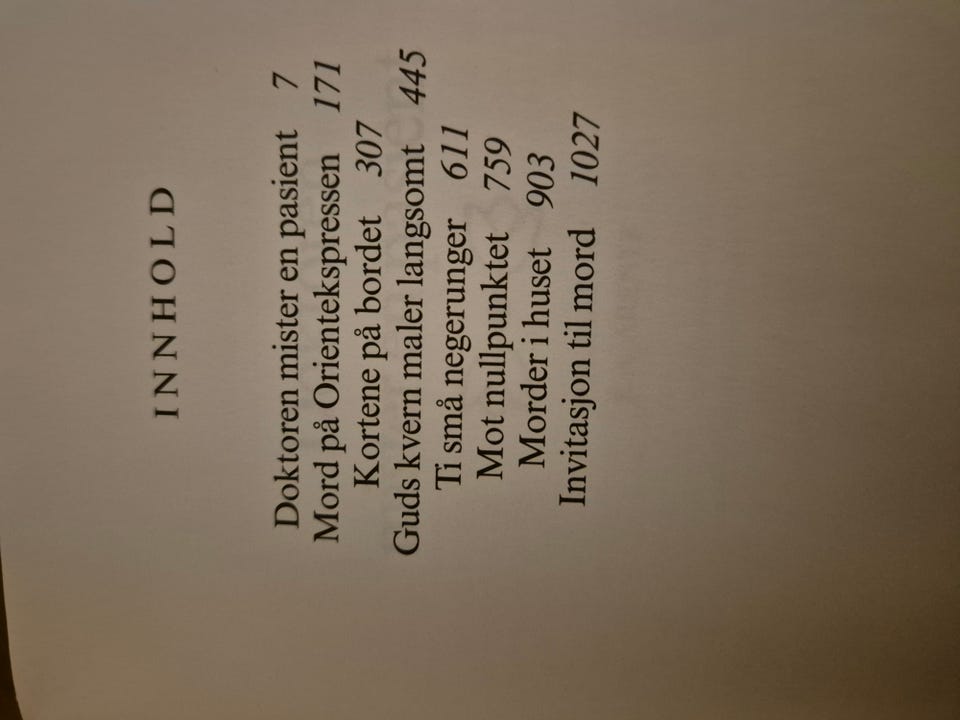 INNHOLD
Doktoren mister en pasient 7
Mord på Orientekspressen 171
Kortene på bordet 307
Guds kvern maler langsomt 445
Ti små negerunger 611
Mot nullpunktet 759
Morder i huset 903
Invitasjon til mord 1027